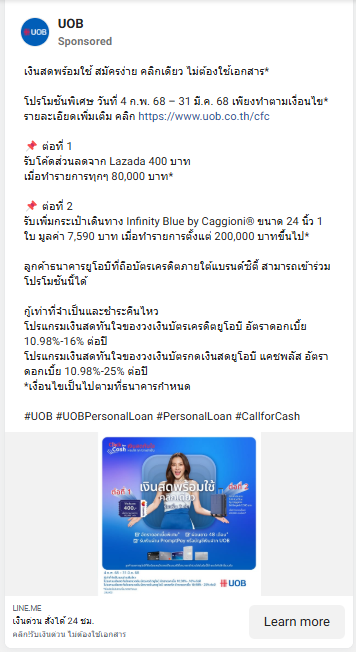 UOB
Sponsored
เงินสดพร้อมใช้ สมัครง่าย คลิกเดียว ไม่ต้องใช้เอกสาร*
โปรโมชันพิเศษ วันที่ 4 ก.พ. 68 – 31 มี.ค. 68 เพียงทำตามเงื่อนไข*
รายละเอียดเพิ่มเติม คลิก https://www.uob.co.th/cfc
📌 ต่อที่ 1
รับโค้ดส่วนลดจาก Lazada 400 บาท
เมื่อทำรายการทุกๆ 80,000 บาท*
📌 ต่อที่ 2
รับเพิ่มกระเป๋าเดินทาง Infinity Blue by Caggioni® ขนาด 24 นิ้ว 1
ใบ มูลค่า 7,590 บาท เมื่อทำรายการตั้งแต่ 200,000 บาทขึ้นไป*
ลูกค้าธนาคารยูโอบีที่ถือบัตรเครดิตภายใต้แบรนด์ซิตี้ สามารถเข้าร่วม
โปรโมชันนี้ได้
กู้เท่าที่จำเป็นและชำระคืนไหว
โปรแกรมเงินสดทันใจของวงเงินบัตรเครดิตยูโอบี อัตราดอกเบี้ย
10.98%-16% ต่อปี
โปรแกรมเงินสดทันใจของวงเงินบัตรกดเงินสดยูโอบี แคชพลัส อัตรา
ดอกเบี้ย 10.98%-25% ต่อปี
*เงื่อนไขเป็นไปตามที่ธนาคารกำหนด
#UOB #UOBPersonalLoan #PersonalLoan #CallforCash
Cash
เงินสดพร้อมใช้
คลิกเดียว
ต่อที่ 1
ต่อที่ 2
400.-
UOB
LINE.ME
เงินด่วน สั่งได้ 24 ชม.
คลิก|รับเงินด่วน ไม่ต้องใช้เอกสาร
Learn more